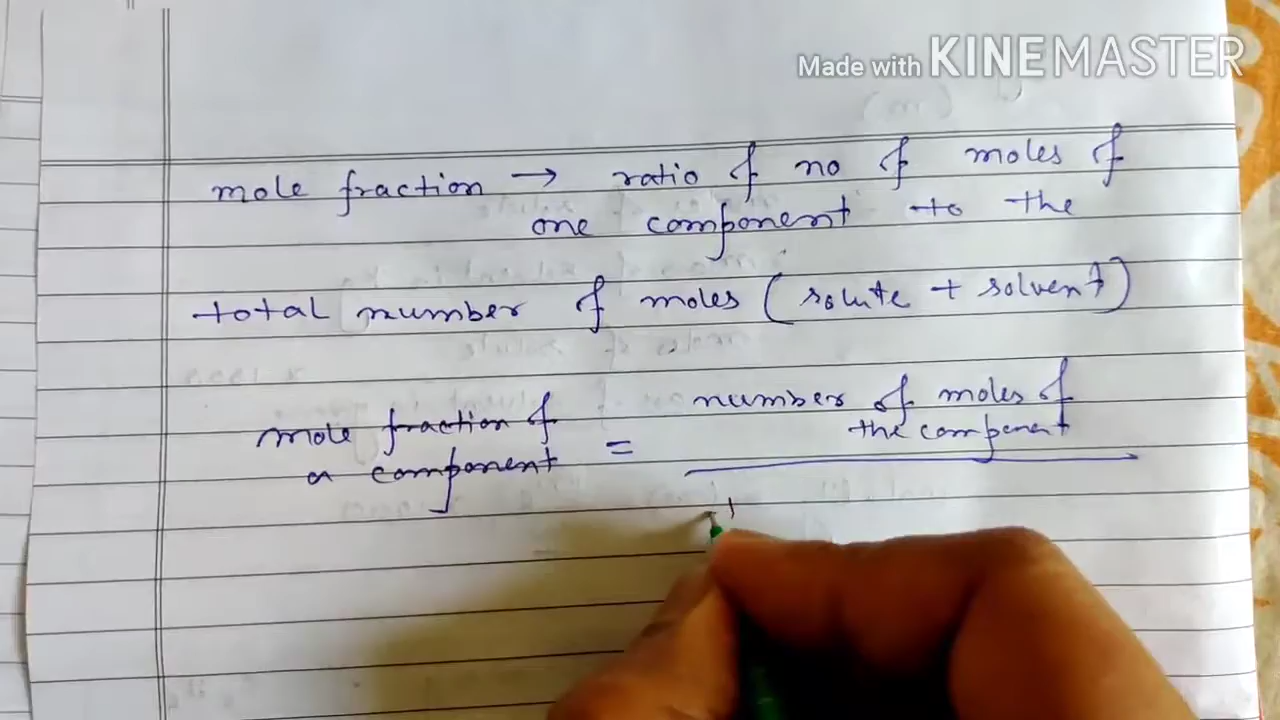 Made with KINEMASTER
mole fraction → ratio of no of moles of
one component to the
total number of moles (solute + solvent)
number of moles of
the component
mole fraction of
a component =